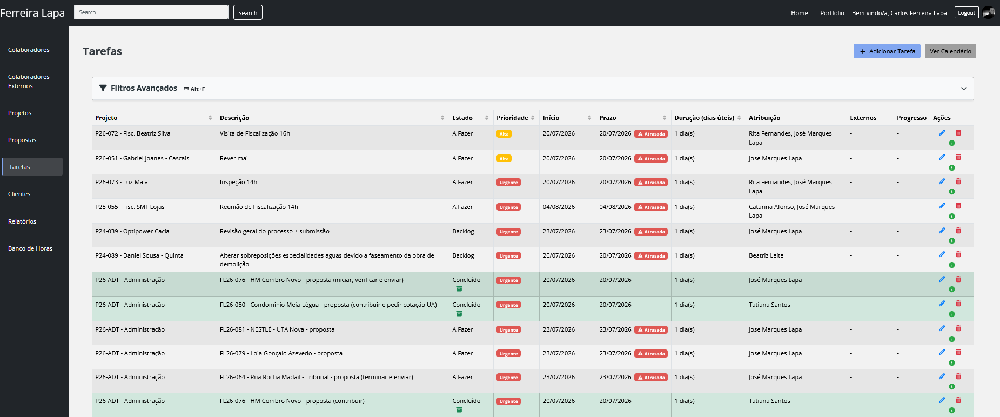 Ferreira Lapa
Search
Search
Home
Portfolio
Bem vindo/a, Carlos Ferreira Lapa
Logout
Colaboradores
Colaboradores
Externos
Projetos
Propostas
Tarefas
Clientes
Relatórios
Banco de Horas
Tarefas
+ Adicionar Tarefa
Ver Calendário
Filtros Avançados Alt+F
Projeto Descrição Estado Prioridade Início Prazo Duração (dias úteis) Atribuição Externos Progresso Ações
P26-072 - Fisc. Beatriz Silva Visita de Fiscalização 16h A Fazer Alta 20/07/2026 20/07/2026 Atrasada 1 dia(s) Rita Fernandes, José Marques - -
Lapa
P26-051 - Gabriel Joanes - Cascais Rever mail A Fazer Alta 20/07/2026 20/07/2026 Atrasada 1 dia(s) José Marques Lapa - -
P26-073 - Luz Maia Inspeção 14h A Fazer Urgente 20/07/2026 20/07/2026 Atrasada 1 dia(s) Rita Fernandes, José Marques - -
Lapa
P25-055 - Fisc. SMF Lojas Reunião de Fiscalização 14h A Fazer Urgente 04/08/2026 04/08/2026 Atrasada 1 dia(s) Catarina Afonso, José Marques - -
Lapa
P24-039 - Optipower Cacia Revisão geral do processo + submissão Backlog Urgente 23/07/2026 23/07/2026 Atrasada 1 dia(s) José Marques Lapa - -
P24-089 - Daniel Sousa - Quinta Alterar sobreposições especialidades águas devido a faseamento da obra de Backlog Urgente 20/07/2026 20/07/2026 Atrasada 1 dia(s) Beatriz Leite - -
demolição
P26-ADT - Administração FL26-076 - HM Combro Novo - proposta (iniciar, verificar e enviar) Concluído Urgente 20/07/2026 20/07/2026 1 dia(s) José Marques Lapa - -
P26-ADT - Administração FL26-080 - Condominio Meia-Légua - proposta (contribuir e pedir cotação UA) Concluído Urgente 20/07/2026 20/07/2026 1 dia(s) Tatiana Santos - -
P26-ADT - Administração FL26-081 - NESTLÉ - UTA Nova - proposta A Fazer Urgente 23/07/2026 23/07/2026 Atrasada 1 dia(s) José Marques Lapa - -
P26-ADT - Administração FL26-079 - Loja Gonçalo Azevedo - proposta A Fazer Urgente 23/07/2026 23/07/2026 Atrasada 1 dia(s) José Marques Lapa - -
P26-ADT - Administração FL26-064 - Rua Rocha Madail - Tribunal - proposta (terminar e enviar) A Fazer Urgente 23/07/2026 23/07/2026 Atrasada 1 dia(s) José Marques Lapa - -
P26-ADT - Administração FL26-076 - HM Combro Novo - proposta (contribuir) Concluído Urgente 20/07/2026 20/07/2026 1 dia(s) Tatiana Santos - -